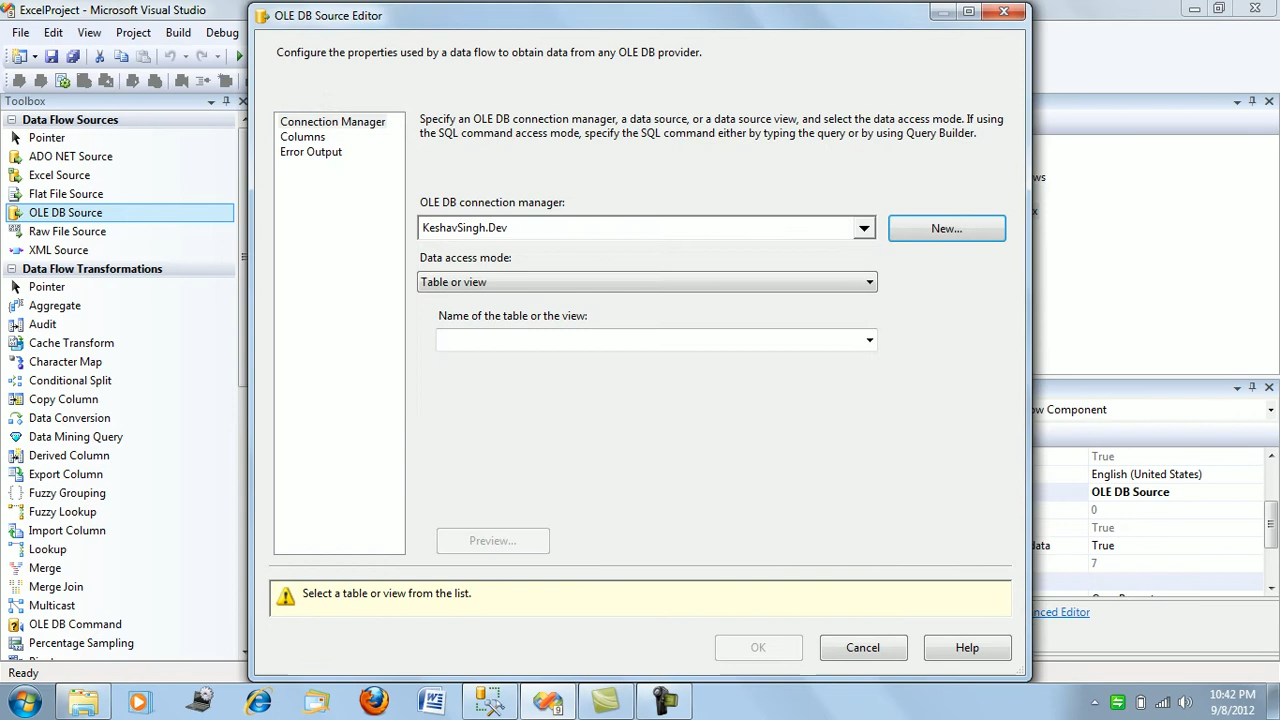 ExcelProject - Microsoft Visual Studio
File Edit View Project Build Debug
Toolbox
Data Flow Sources
Pointer
ADO NET Source
Excel Source
Flat File Source
OLE DB Source
Raw File Source
XML Source
Data Flow Transformations
Pointer
Aggregate
Audit
Cache Transform
Character Map
Conditional Split
Copy Column
Data Conversion
Data Mining Query
Derived Column
Export Column
Fuzzy Grouping
Fuzzy Lookup
Import Column
Lookup
Merge
Merge Join
Multicast
OLE DB Command
Percentage Sampling
Ready
OLE DB Source Editor
Configure the properties used by a data flow to obtain data from any OLE DB provider.
Connection Manager
Columns
Error Output
Specify an OLE DB connection manager, a data source, or a data source view, and select the data access mode. If using
the SQL command access mode, specify the SQL command either by typing the query or by using Query Builder.
OLE DB connection manager:
KeshavSingh.Dev
New...
Data access mode:
Table or view
Name of the table or the view:
Preview...
Select a table or view from the list.
OK Cancel Help
ws
x
ow Component
True
English (United States)
OLE DB Source
0
True
data True
7
nced Editor
9
10:42 PM
9/8/2012